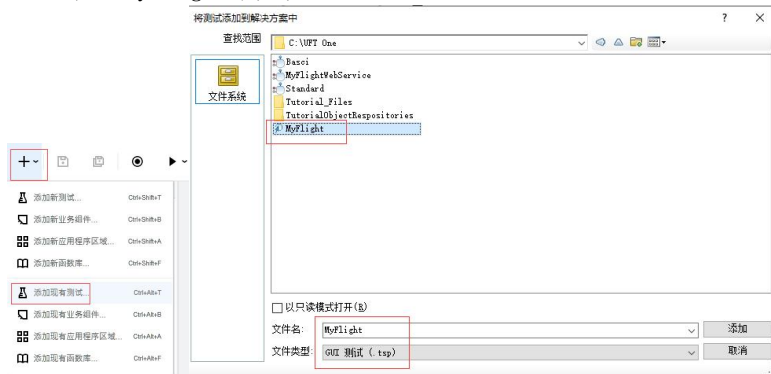 将测试添加到解决方案中
? ×
查找范围
C:\UFT One
文件系统
Basci
MyFlightWebService
Standard
Tutorial_Files
TutorialObjectRespositories
MyFlight
添加新测试... Ctrl+Shift+T
添加新业务组件... Ctrl+Shift+B
添加新应用程序区域... Ctrl+Shift+A
添加新函数库... Ctrl+Shift+F
添加现有测试... Ctrl+Alt+T
添加现有业务组件... Ctrl+Alt+B
添加现有应用程序区域... Ctrl+Alt+A
添加现有函数库... Ctrl+Alt+F
以只读模式打开(R)
文件名: MyFlight 添加
文件类型: GUI 测试 (.tsp) 取消